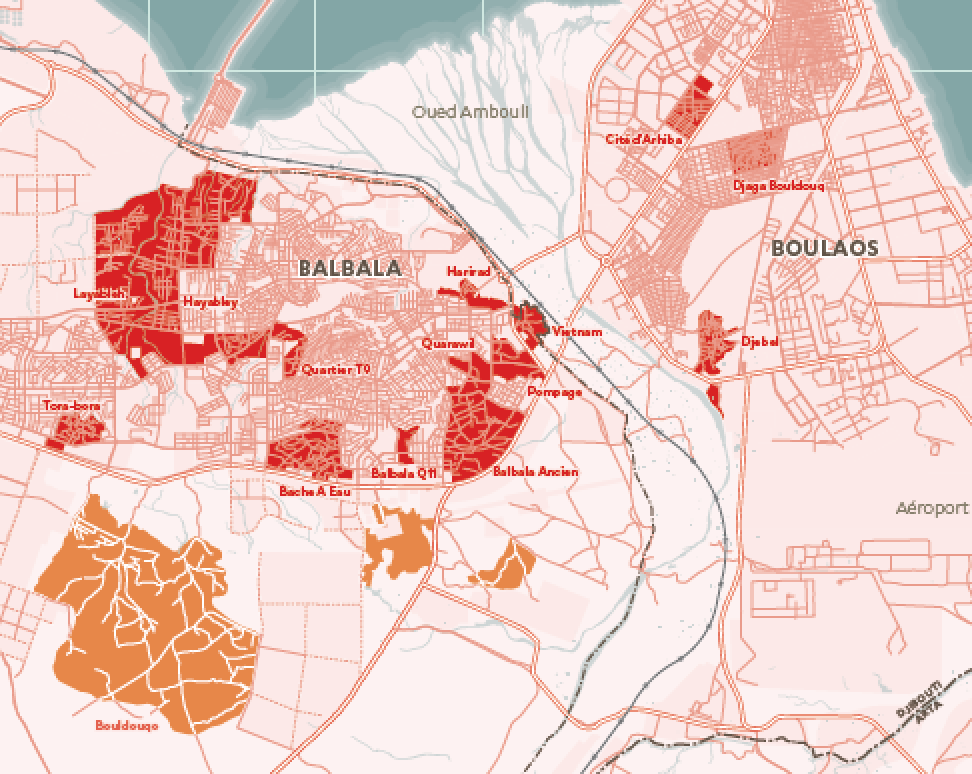 Oued Ambouli
Cité d'Arhiba
Djaga Bouldouq
BOULAOS
BALBALA
Harirad
Layableh
Hayabley
Vietnam
Quarawil
Djebel
Quartier T9
Pompage
Tora-bora
Balbala Q11
Balbala Ancien
Bache A Eau
Aéroport
DJIBOUTI
ARTA
Bouldouqo